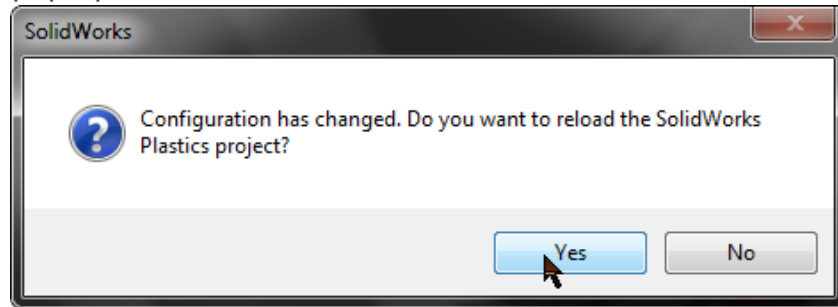 SolidWorks
Configuration has changed. Do you want to reload the SolidWorks
Plastics project?
Yes
No